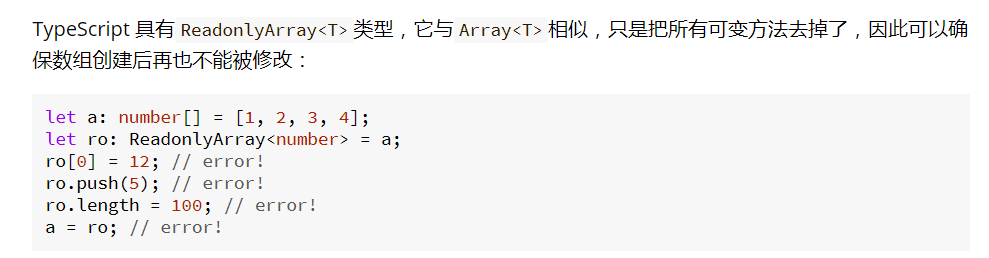 TypeScript 具有 ReadonlyArray<T> 类型，它与 Array<T> 相似，只是把所有可变方法去掉了，因此可以确
保数组创建后再也不能被修改：
let a: number[] = [1, 2, 3, 4];
let ro: ReadonlyArray<number> = a;
ro[0] = 12; // error!
ro.push(5); // error!
ro.length = 100; // error!
a = ro; // error!